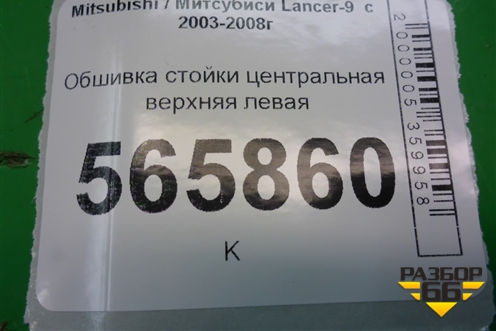 Mitsubishi / Митсубиси Lancer-9 с
2003-2008г
Обшивка стойки центральная
верхняя левая
565860
К
2000005359958
РАЗБОР
66